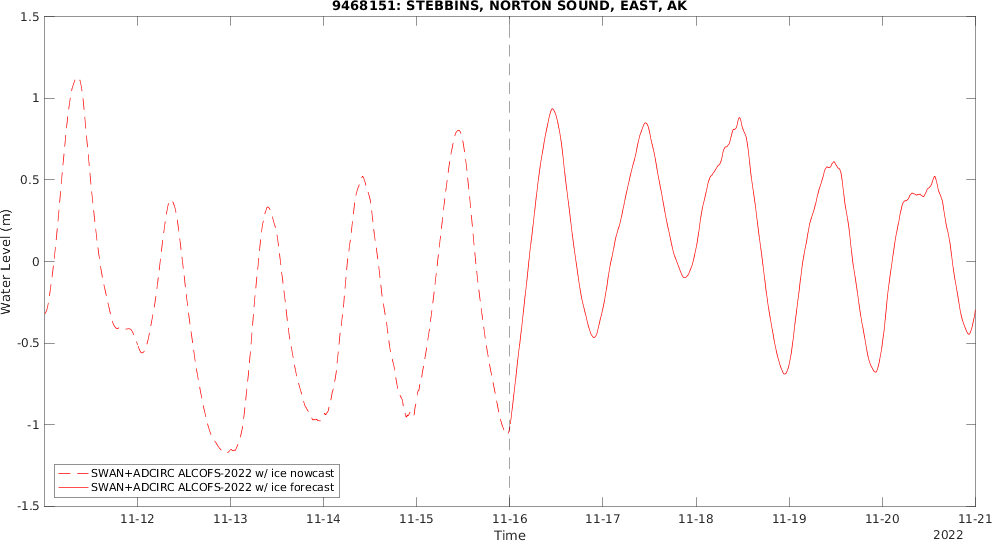 9468151: STEBBINS, NORTON SOUND, EAST, AK
1.5
1
0.5
0
-0.5
-1
-1.5
Water Level (m)
SWAN+ADCIRC ALCOFS-2022 w/ ice nowcast
SWAN+ADCIRC ALCOFS-2022 w/ ice forecast
11-12 11-13 11-14 11-15 11-16 11-17 11-18 11-19 11-20 11-21
Time
2022